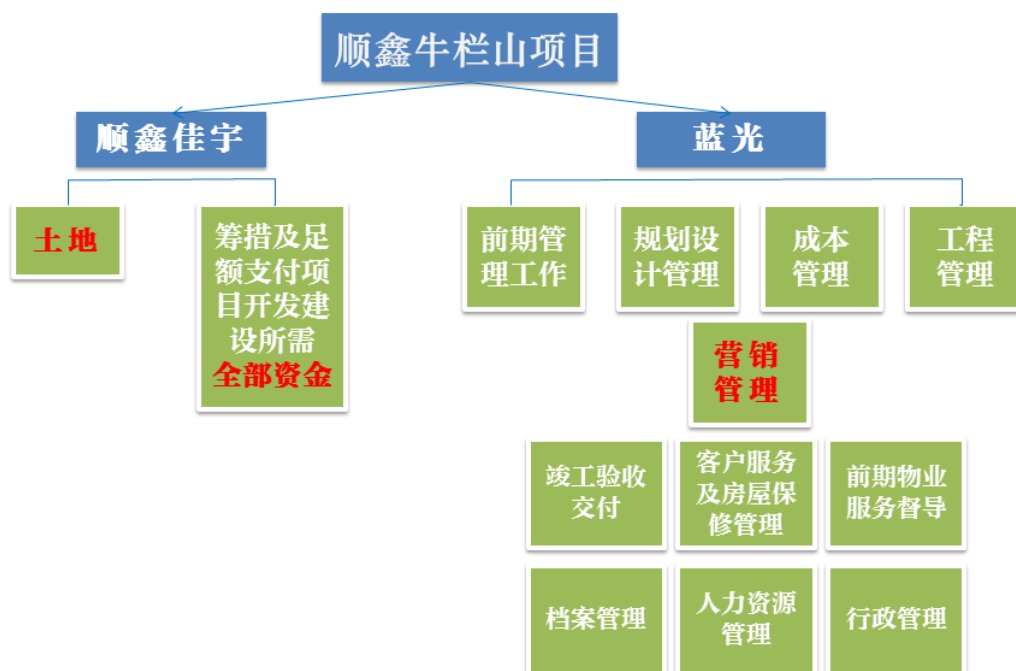 顺鑫牛栏山项目
顺鑫佳宇
蓝光
土地
筹措及足
额支付项
目开发建
设所需
全部资金
前期管
理工作
规划设
计管理
成本
管理
工程
管理
营销
管理
竣工验收
交付
客户服务
及房屋保
修管理
前期物业
服务督导
档案管理
人力资源
管理
行政管理